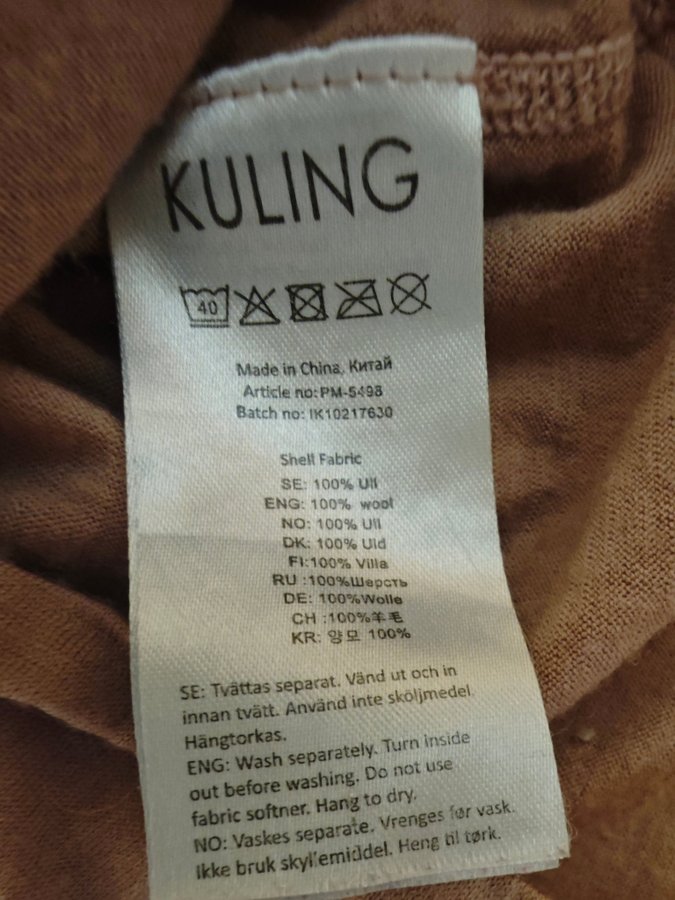 KULING
40
Made in China, Китай
Article no:PM-5498
Batch no: IK10217630
Shell Fabric
SE: 100% Ull
ENG: 100% wool
NO: 100% Ull
DK: 100% Uld
FI:100% Villa
RU :100%Шерсть
DE: 100%Wolle
CH :100%羊毛
KR: 양모 100%
SE: Tvättas separat. Vänd ut och in
innan tvätt. Använd inte sköljmedel.
Hängtorkas.
ENG: Wash separately. Turn inside
out before washing. Do not use
fabric softner. Hang to dry.
NO: Vaskes separate. Vrenges før vask.
Ikke bruk skyllemiddel. Heng til tørk.